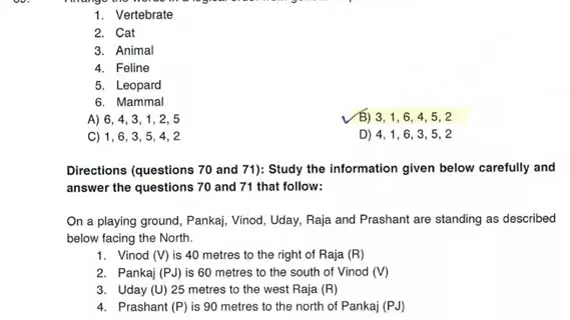 1. Vertebrate
2. Cat
3. Animal
4. Feline
5. Leopard
6. Mammal
A) 6, 4, 3, 1, 2, 5 B) 3, 1, 6, 4, 5, 2
C) 1, 6, 3, 5, 4, 2 D) 4, 1, 6, 3, 5, 2
Directions (questions 70 and 71): Study the information given below carefully and
answer the questions 70 and 71 that follow:
On a playing ground, Pankaj, Vinod, Uday, Raja and Prashant are standing as described
below facing the North.
1. Vinod (V) is 40 metres to the right of Raja (R)
2. Pankaj (PJ) is 60 metres to the south of Vinod (V)
3. Uday (U) 25 metres to the west Raja (R)
4. Prashant (P) is 90 metres to the north of Pankaj (PJ)